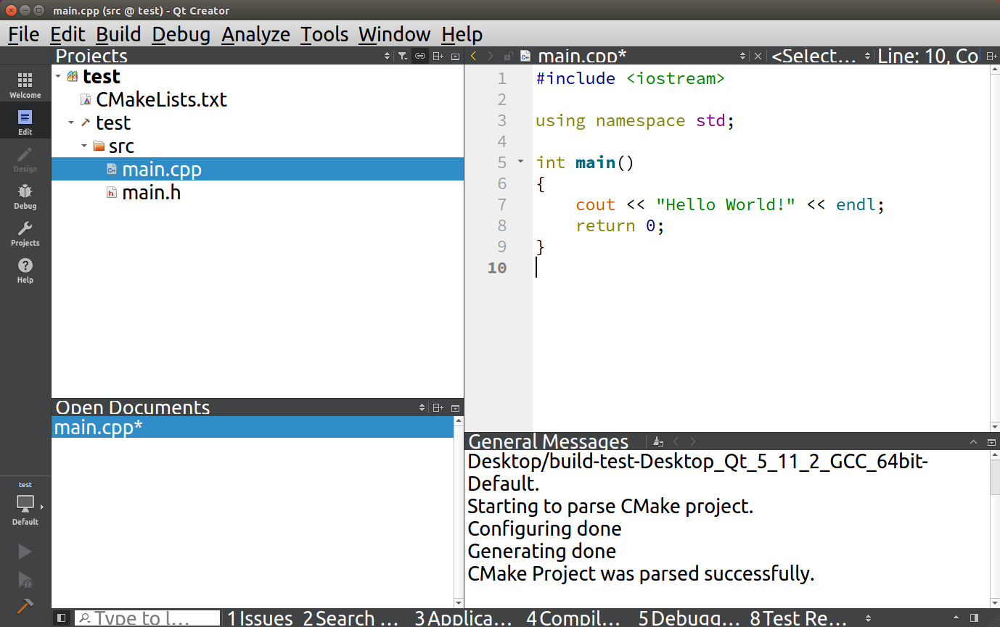 main.cpp (src @ test) - Qt Creator
File Edit Build Debug Analyze Tools Window Help
Projects
main.cpp*
<Select...
Line: 10, Co
Welcome
Edit
Design
Debug
Projects
Help
test
CMakeLists.txt
test
src
main.cpp
main.h
1 #include <iostream>
2
3 using namespace std;
4
5 int main()
6 {
7 cout << "Hello World!" << endl;
8 return 0;
9 }
10
Open Documents
main.cpp*
General Messages
Desktop/build-test-Desktop_Qt_5_11_2_GCC_64bit-
Default.
Starting to parse CMake project.
Configuring done
Generating done
CMake Project was parsed successfully.
test
Default
Type to l...
1 Issues 2 Search ... 3 Applica... 4 Compil... 5 Debugg... 8 Test Re...